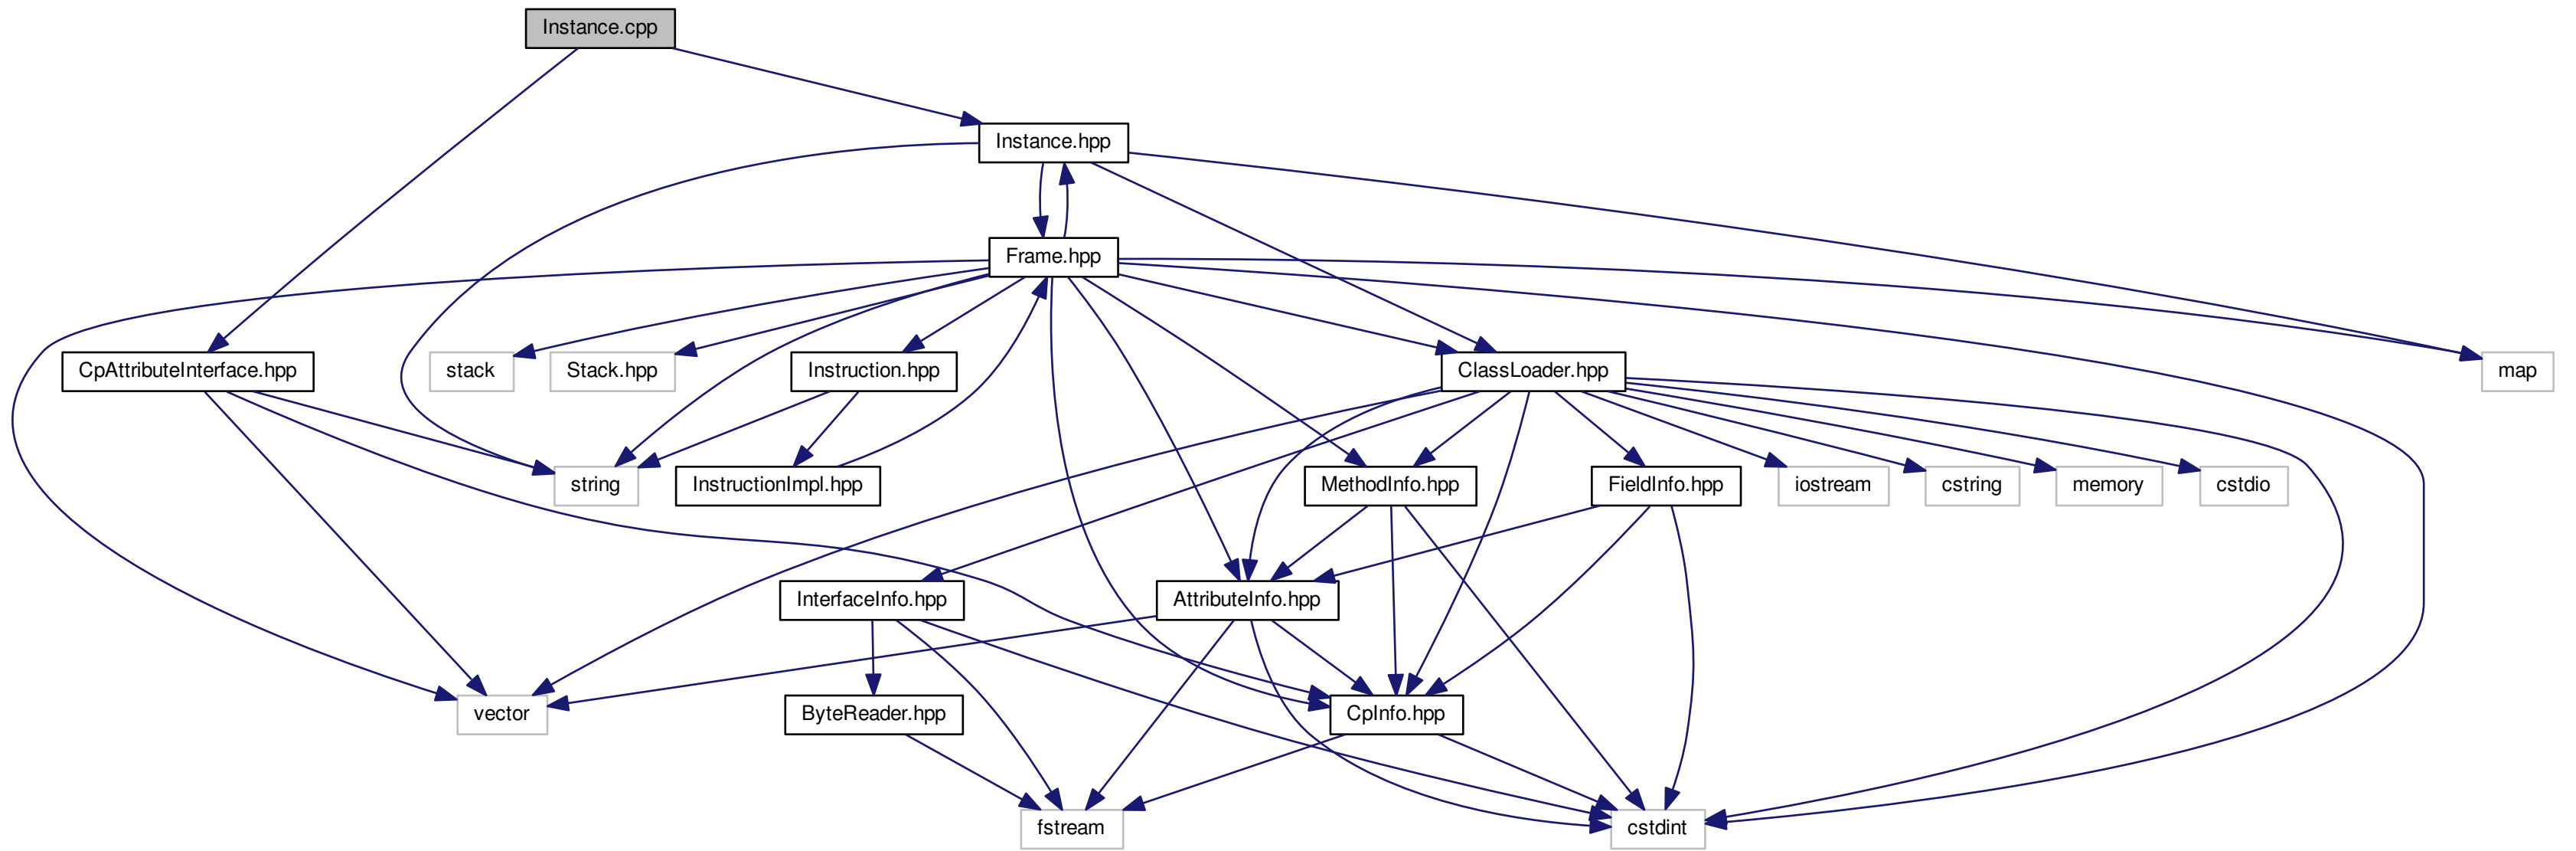 Instance.cpp
Instance.hpp
Frame.hpp
CpAttributeInterface.hpp
stack
Stack.hpp
Instruction.hpp
ClassLoader.hpp
map
string
InstructionImpl.hpp
MethodInfo.hpp
FieldInfo.hpp
iostream
cstring
memory
cstdio
InterfaceInfo.hpp
AttributeInfo.hpp
vector
ByteReader.hpp
CpInfo.hpp
fstream
cstdint